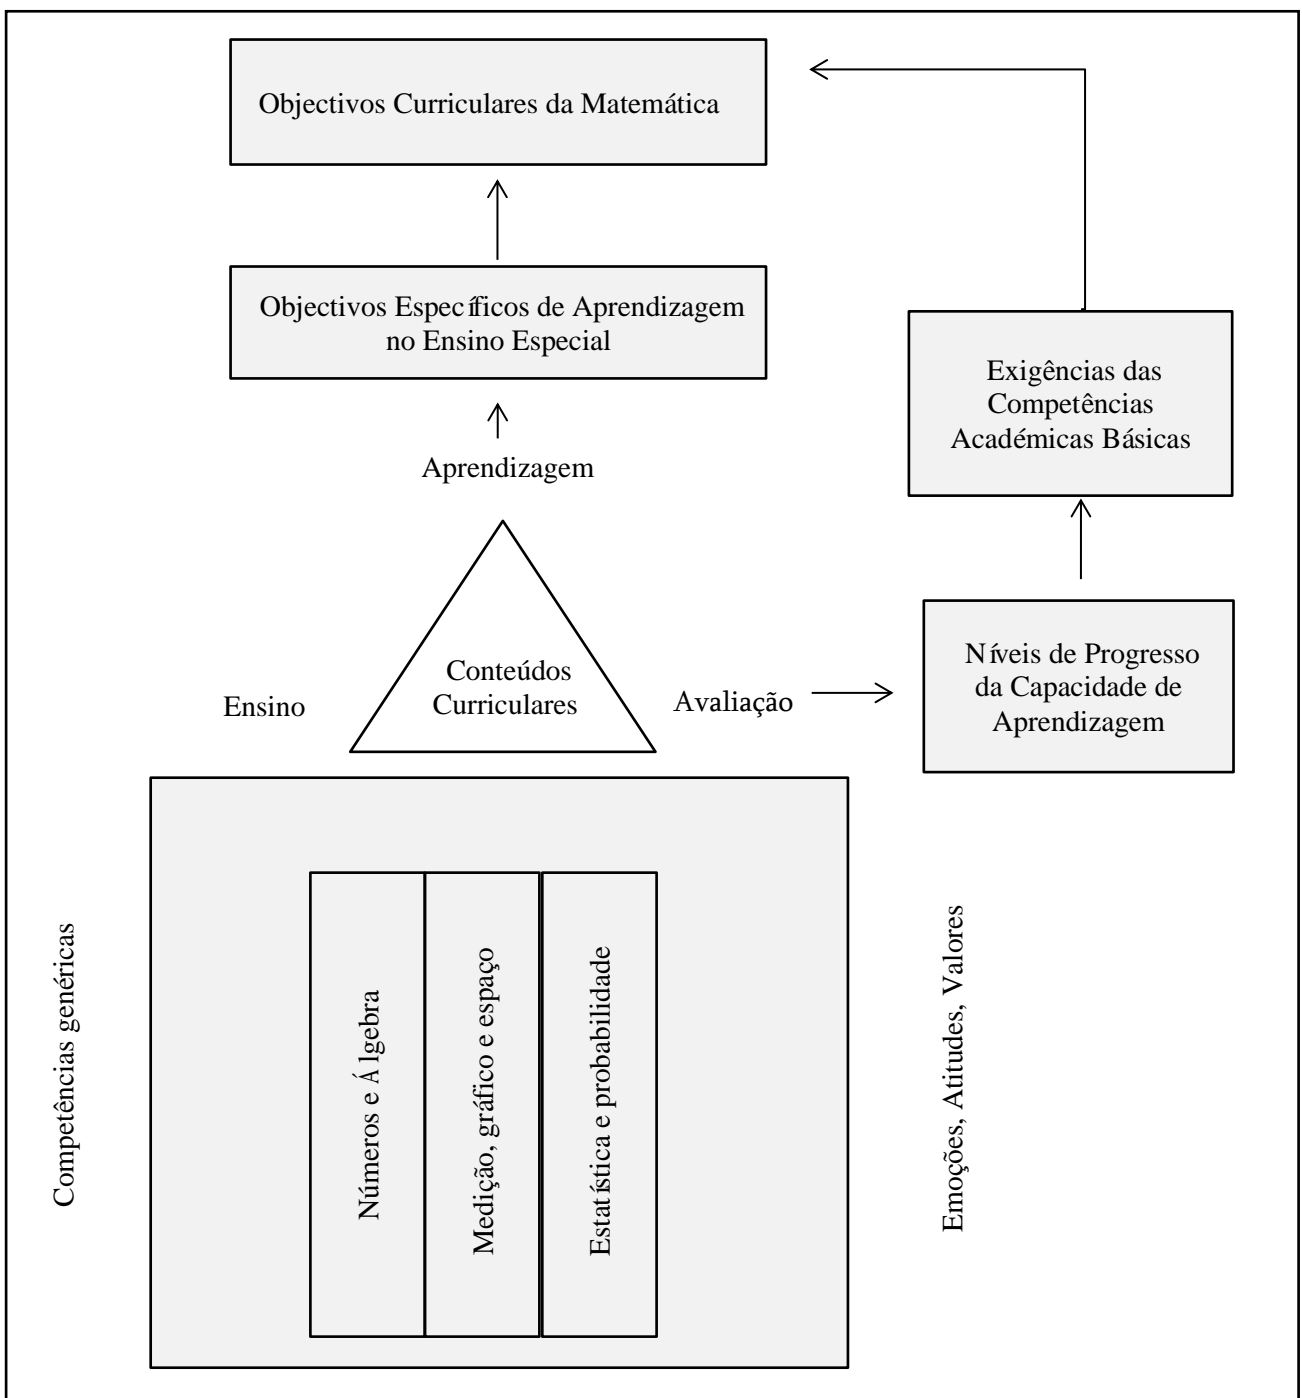 Objectivos Curriculares da Matemática
Objectivos Específicos de Aprendizagem
no Ensino Especial
Exigências das
Competências
Académicas Básicas
Aprendizagem
Conteúdos
Curriculares
Ensino
Avaliação
Níveis de Progresso
da Capacidade de
Aprendizagem
Competências genéricas
Números e Álgebra
Medição, gráfico e espaço
Estatística e probabilidade
Emoções, Atitudes, Valores